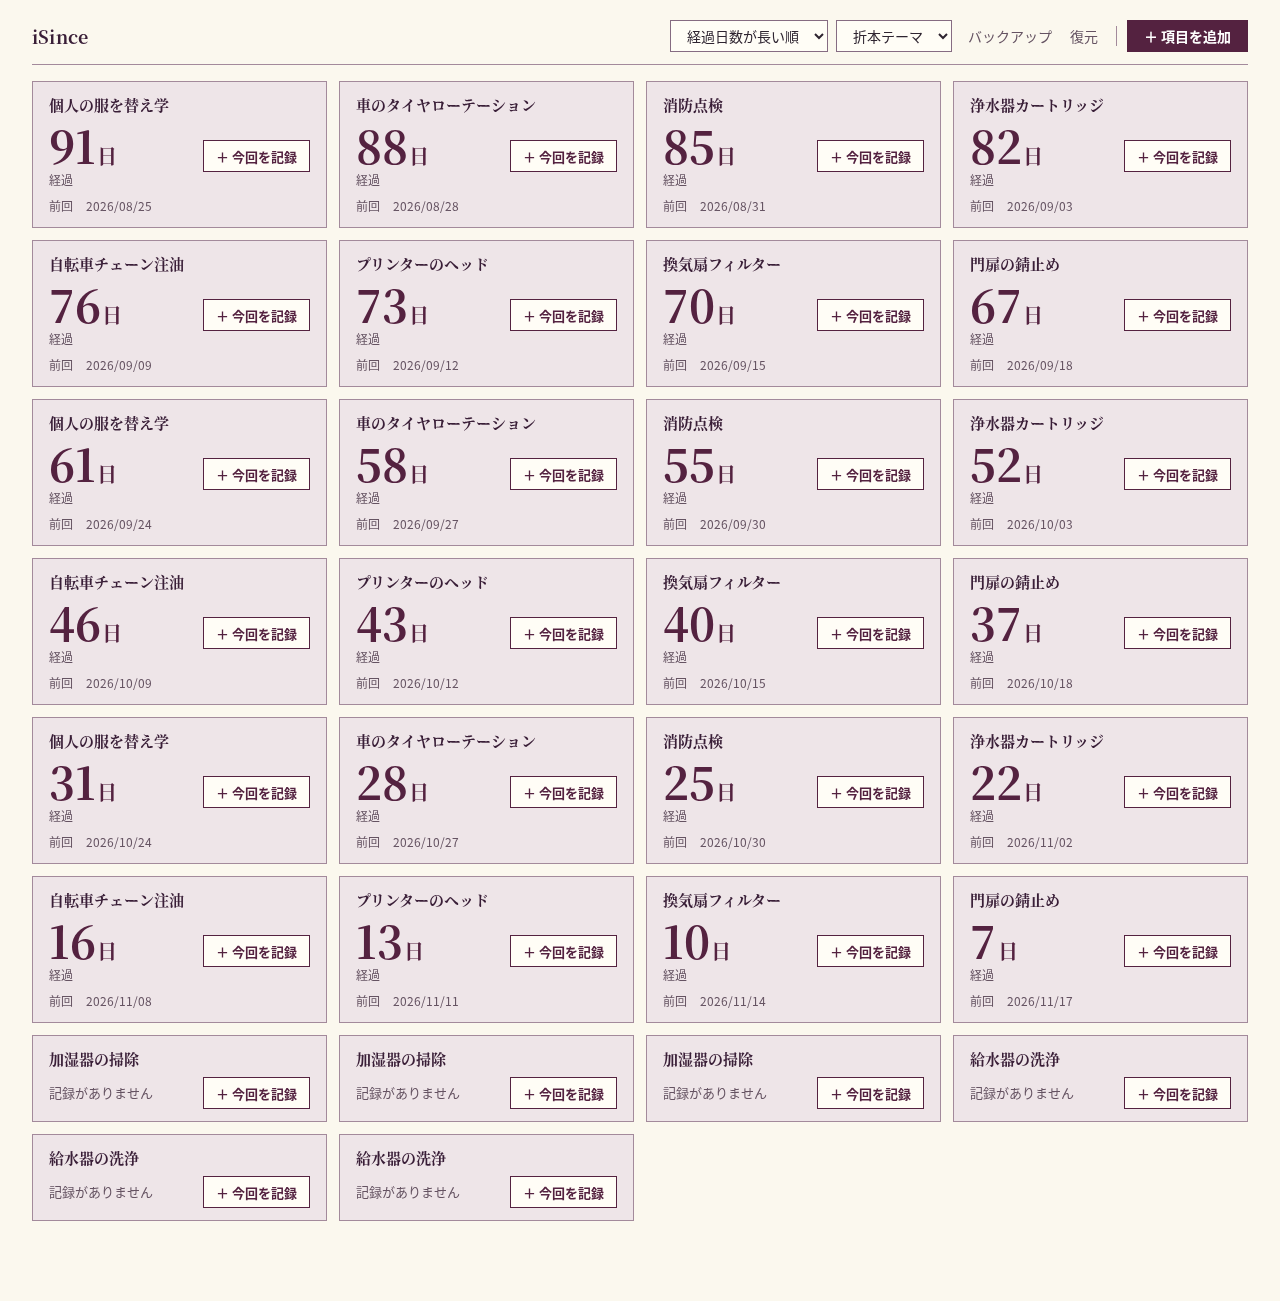 iSince
経過日数が長い順 折本テーマ バックアップ 復元 ＋ 項目を追加
個人の服を替え学
91日
経過
＋ 今回を記録
前回 2026/08/25
車のタイヤローテーション
88日
経過
＋ 今回を記録
前回 2026/08/28
消防点検
85日
経過
＋ 今回を記録
前回 2026/08/31
浄水器カートリッジ
82日
経過
＋ 今回を記録
前回 2026/09/03
自転車チェーン注油
76日
経過
＋ 今回を記録
前回 2026/09/09
プリンターのヘッド
73日
経過
＋ 今回を記録
前回 2026/09/12
換気扇フィルター
70日
経過
＋ 今回を記録
前回 2026/09/15
門扉の錆止め
67日
経過
＋ 今回を記録
前回 2026/09/18
個人の服を替え学
61日
経過
＋ 今回を記録
前回 2026/09/24
車のタイヤローテーション
58日
経過
＋ 今回を記録
前回 2026/09/27
消防点検
55日
経過
＋ 今回を記録
前回 2026/09/30
浄水器カートリッジ
52日
経過
＋ 今回を記録
前回 2026/10/03
自転車チェーン注油
46日
経過
＋ 今回を記録
前回 2026/10/09
プリンターのヘッド
43日
経過
＋ 今回を記録
前回 2026/10/12
換気扇フィルター
40日
経過
＋ 今回を記録
前回 2026/10/15
門扉の錆止め
37日
経過
＋ 今回を記録
前回 2026/10/18
個人の服を替え学
31日
経過
＋ 今回を記録
前回 2026/10/24
車のタイヤローテーション
28日
経過
＋ 今回を記録
前回 2026/10/27
消防点検
25日
経過
＋ 今回を記録
前回 2026/10/30
浄水器カートリッジ
22日
経過
＋ 今回を記録
前回 2026/11/02
自転車チェーン注油
16日
経過
＋ 今回を記録
前回 2026/11/08
プリンターのヘッド
13日
経過
＋ 今回を記録
前回 2026/11/11
換気扇フィルター
10日
経過
＋ 今回を記録
前回 2026/11/14
門扉の錆止め
7日
経過
＋ 今回を記録
前回 2026/11/17
加湿器の掃除
記録がありません ＋ 今回を記録
加湿器の掃除
記録がありません ＋ 今回を記録
加湿器の掃除
記録がありません ＋ 今回を記録
給水器の洗浄
記録がありません ＋ 今回を記録
給水器の洗浄
記録がありません ＋ 今回を記録
給水器の洗浄
記録がありません ＋ 今回を記録